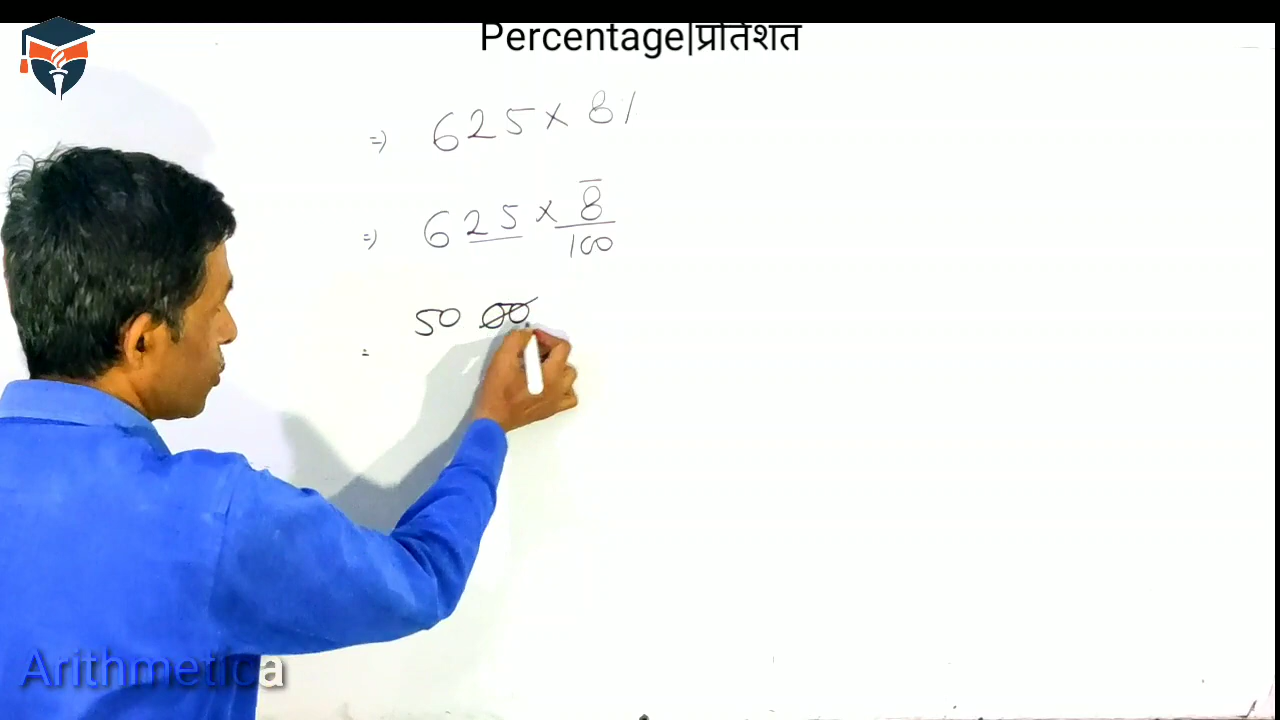 Percentage|प्रतिशत
=) 625 × 8%
=) 625 × 8/100
= 50 00
Arithmetica